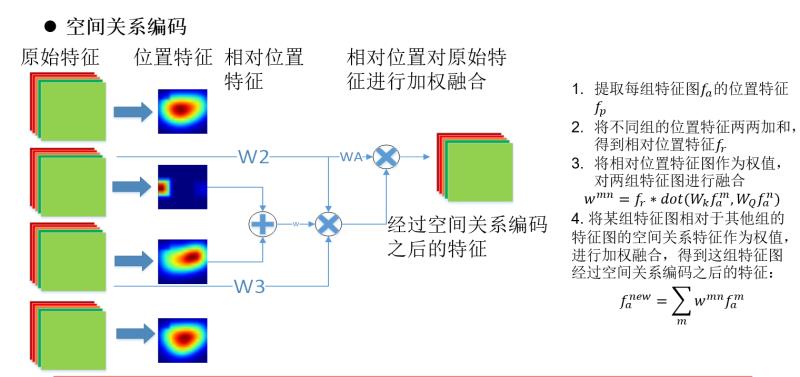 ● 空间关系编码
原始特征
位置特征
相对位置
特征
相对位置对原始特
征进行加权融合
W2
WA
w
W3
经过空间关系编码
之后的特征
1. 提取每组特征图f_a的位置特征
f_p
2. 将不同组的位置特征两两加和，
得到相对位置特征f_r
3. 将相对位置特征图作为权值，
对两组特征图进行融合
w^{mn} = f_r * dot(W_k f_a^m, W_Q f_a^n)
4. 将某组特征图相对于其他组的
特征图的空间关系特征作为权值，
进行加权融合，得到这组特征图
经过空间关系编码之后的特征：
f_a^{new} = ∑_m w^{mn} f_a^m